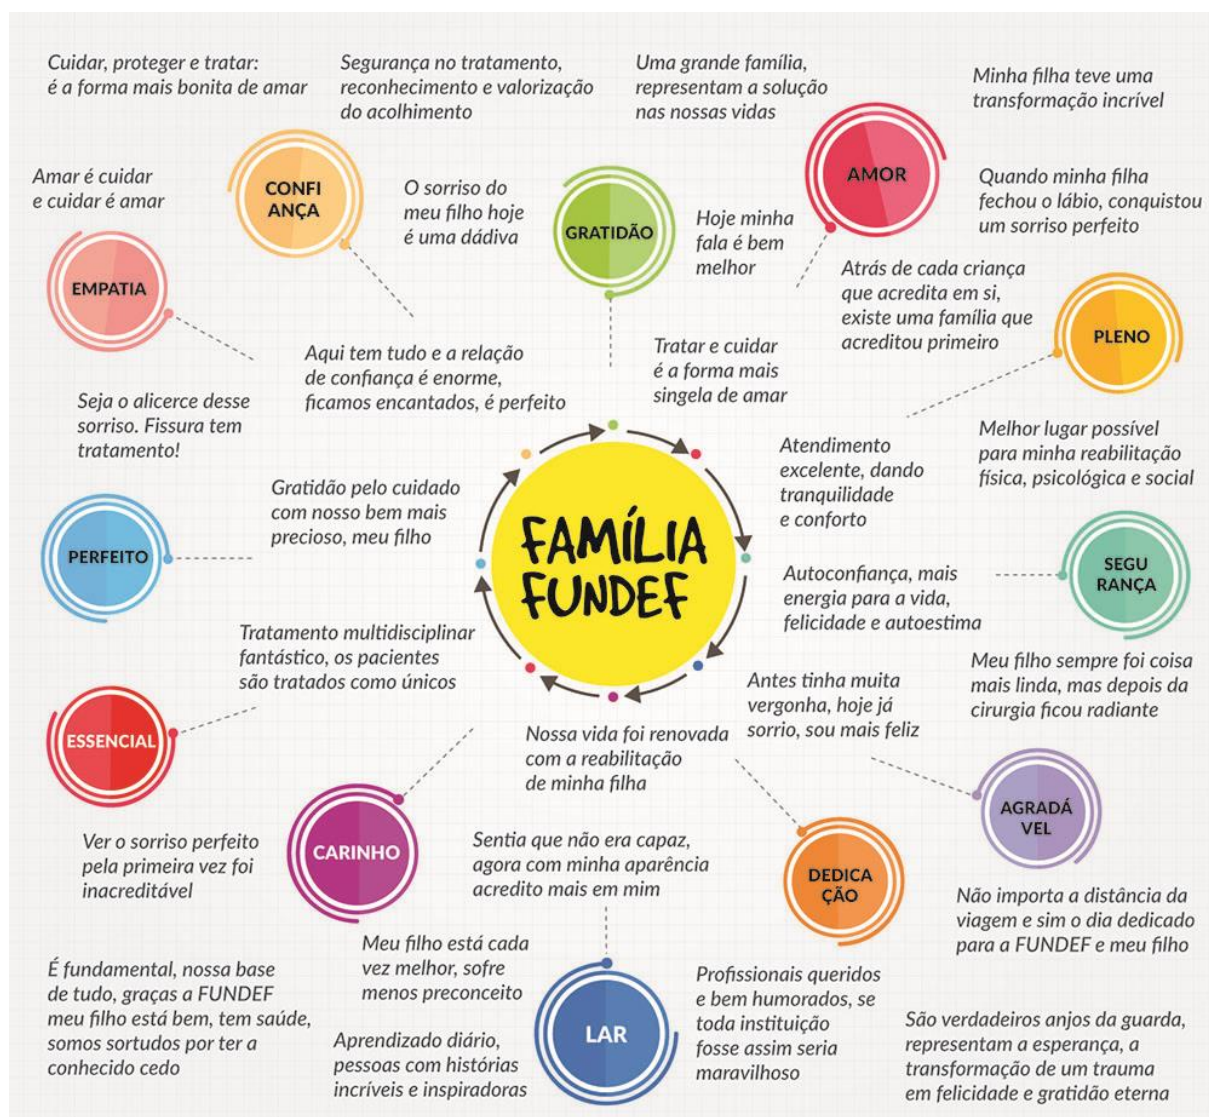 Cuidar, proteger e tratar:
é a forma mais bonita de amar
Segurança no tratamento,
reconhecimento e valorização
do acolhimento
Uma grande família,
representam a solução
nas nossas vidas
Minha filha teve uma
transformação incrível
CONFI
ANÇA
AMOR
Amar é cuidar
e cuidar é amar
O sorriso do
meu filho hoje
é uma dádiva
GRATIDÃO
Hoje minha
fala é bem
melhor
Quando minha filha
fechou o lábio, conquistou
um sorriso perfeito
EMPATIA
Atrás de cada criança
que acredita em si,
existe uma família que
acreditou primeiro
PLENO
Aqui tem tudo e a relação
de confiança é enorme,
ficamos encantados, é perfeito
Tratar e cuidar
é a forma mais
singela de amar
Seja o alicerce desse
sorriso. Fissura tem
tratamento!
Atendimento
excelente, dando
tranquilidade
e conforto
Melhor lugar possível
para minha reabilitação
física, psicológica e social
Gratidão pelo cuidado
com nosso bem mais
precioso, meu filho
PERFEITO
FAMÍLIA
FUNDEF
Autoconfiança, mais
energia para a vida,
felicidade e autoestima
SEGU
RANÇA
Tratamento multidisciplinar
fantástico, os pacientes
são tratados como únicos
Meu filho sempre foi coisa
mais linda, mas depois da
cirurgia ficou radiante
Antes tinha muita
vergonha, hoje já
sorrio, sou mais feliz
ESSENCIAL
Nossa vida foi renovada
com a reabilitação
de minha filha
AGRADÁ
VEL
Ver o sorriso perfeito
pela primeira vez foi
inacreditável
CARINHO
Sentia que não era capaz,
agora com minha aparência
acredito mais em mim
DEDICA
ÇÃO
Não importa a distância da
viagem e sim o dia dedicado
para a FUNDEF e meu filho
É fundamental, nossa base
de tudo, graças a FUNDEF
meu filho está bem, tem saúde,
somos sortudos por ter a
conhecido cedo
Meu filho está cada
vez melhor, sofre
menos preconceito
Aprendizado diário,
pessoas com histórias
incríveis e inspiradoras
LAR
Profissionais queridos
e bem humorados, se
toda instituição
fosse assim seria
maravilhoso
São verdadeiros anjos da guarda,
representam a esperança, a
transformação de um trauma
em felicidade e gratidão eterna